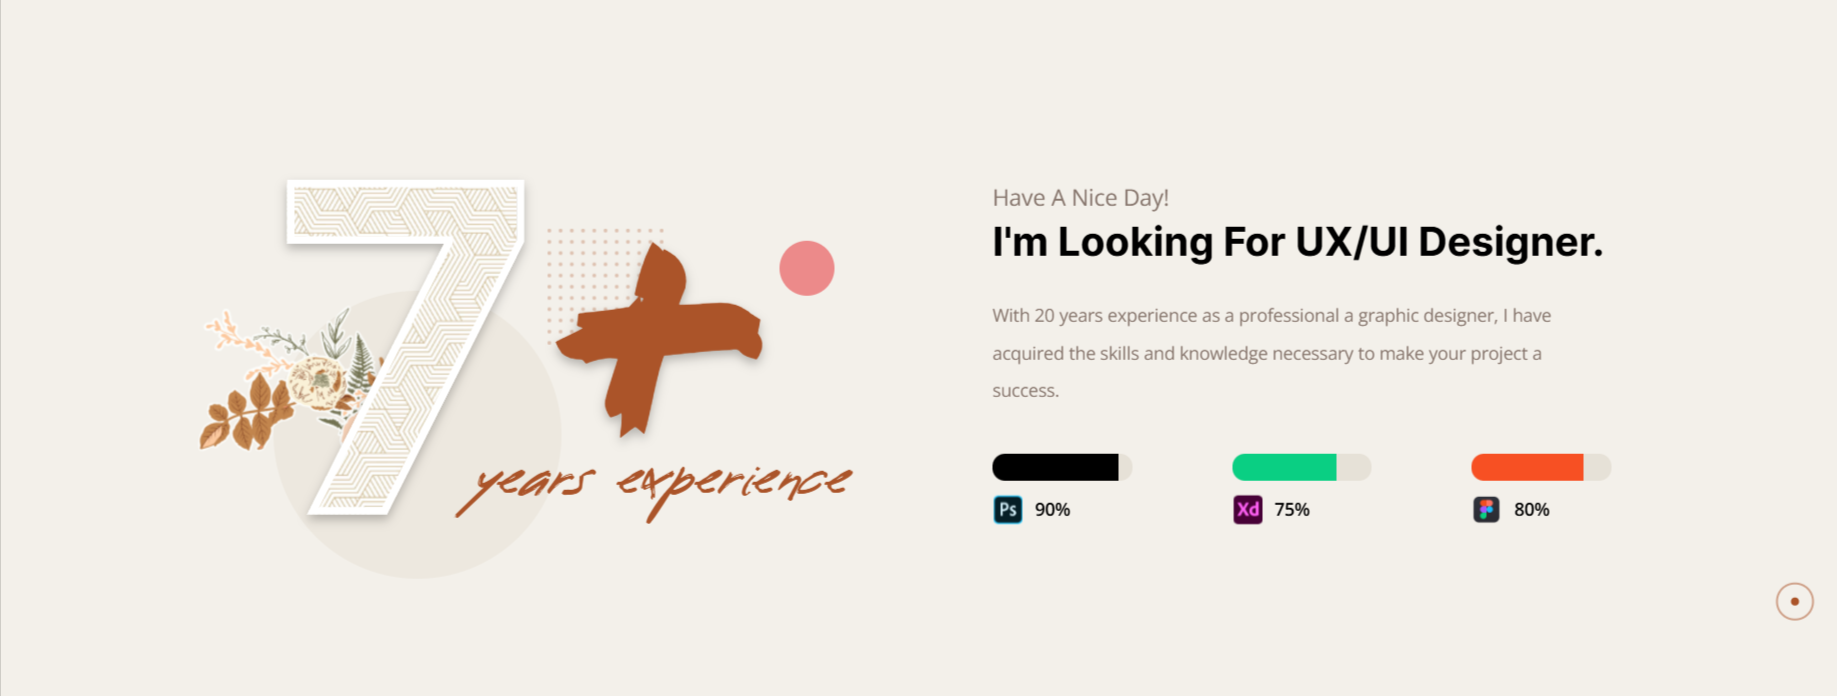 7+
years experience
Have A Nice Day!
I'm Looking For UX/UI Designer.
With 20 years experience as a professional a graphic designer, I have
acquired the skills and knowledge necessary to make your project a
success.
Ps 90%
Xd 75%
80%